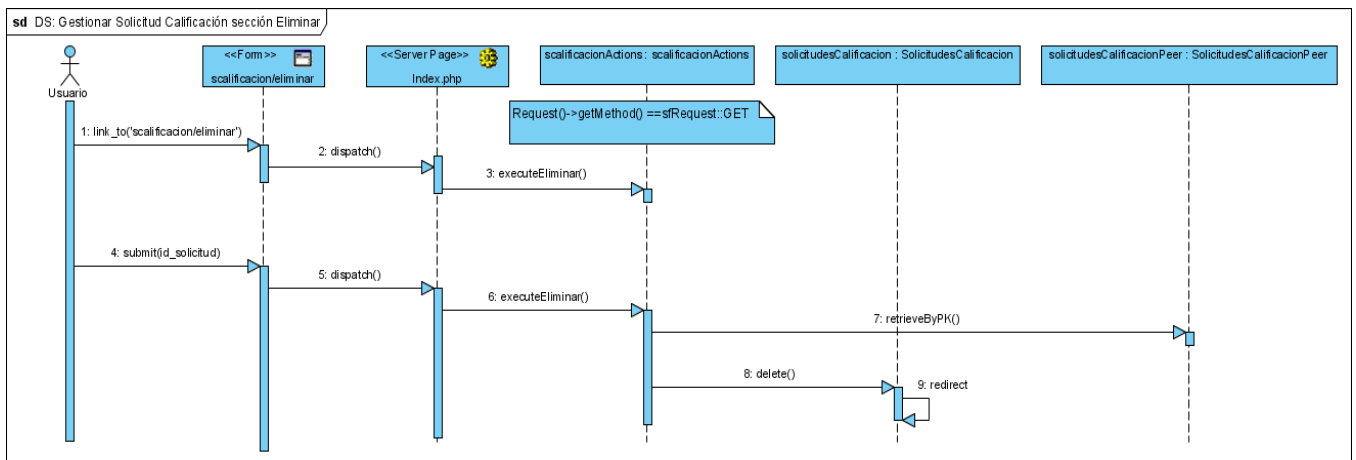 sd DS: Gestionar Solicitud Calificación sección Eliminar
Usuario
<<Form>>
scalificacion/eliminar
<<Server Page>>
Index.php
scalificacionActions : scalificacionActions
solicitudesCalificacion : SolicitudesCalificacion
solicitudesCalificacionPeer : SolicitudesCalificacionPeer
Request()->getMethod() ==sfRequest::GET
1: link_to('scalificacion/eliminar')
2: dispatch()
3: executeEliminar()
4: submit(id_solicitud)
5: dispatch()
6: executeEliminar()
7: retrieveByPK()
8: delete()
9: redirect